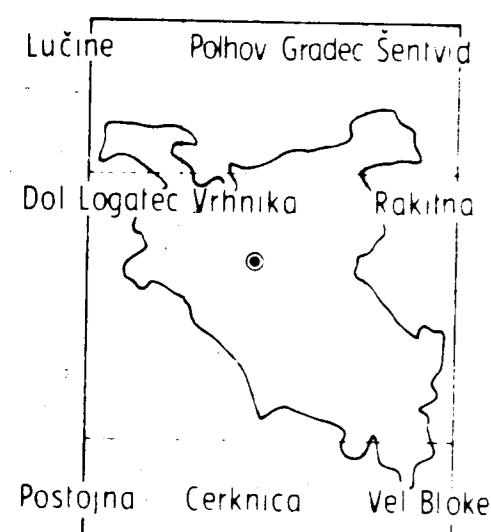 Lučine Polhov Gradec Šentvid
Dol Logatec Vrhnika Rakitna
Postojna Cerknica Vel Bloke